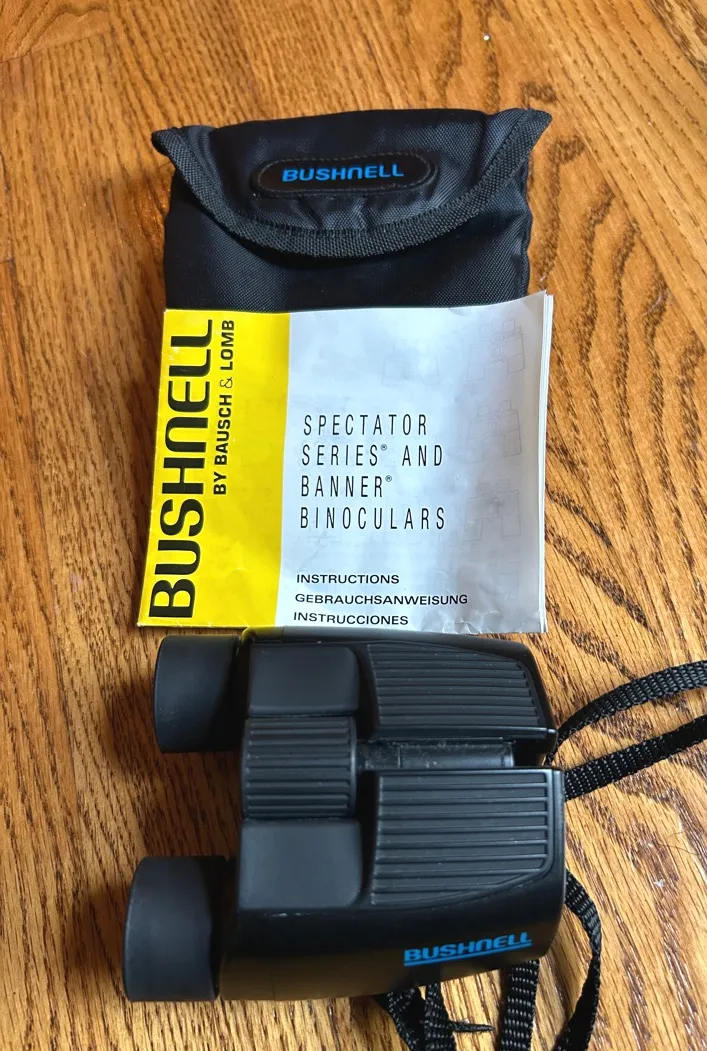 BUSHNELL
BUSHNELL
BY BAUSCH & LOMB
SPECTATOR
SERIES® AND
BANNER®
BINOCULARS
INSTRUCTIONS
GEBRAUCHSANWEISUNG
INSTRUCCIONES
BUSHNELL